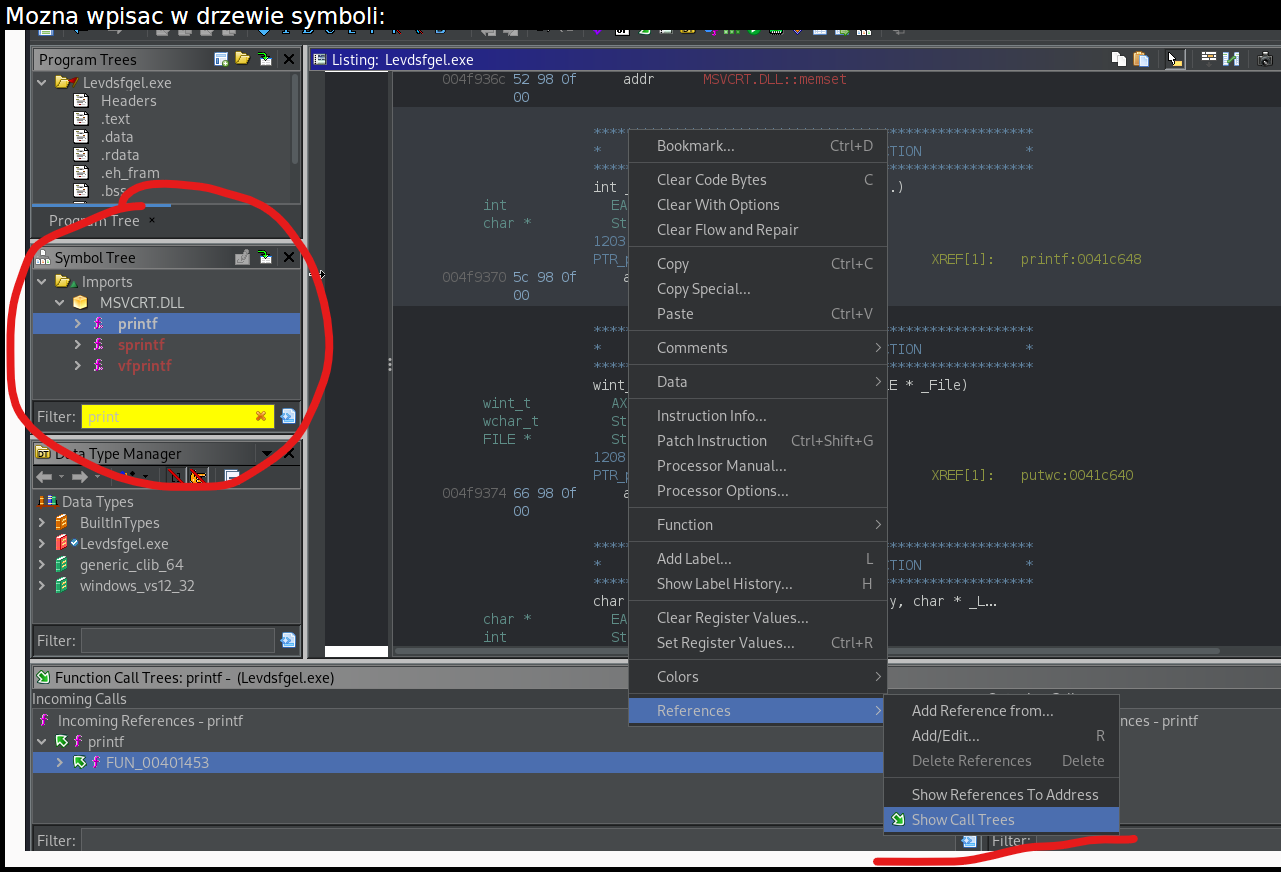 Mozna wpisac w drzewie symboli:
Program Trees
Levdsfgel.exe
Headers
.text
.data
.rdata
.eh_fram
.bss
Program Tree ×
Symbol Tree
Imports
MSVCRT.DLL
printf
sprintf
vfprintf
Filter: print
Data Type Manager
Data Types
BuiltInTypes
Levdsfgel.exe
generic_clib_64
windows_vs12_32
Filter:
Listing: Levdsfgel.exe
004f936c 52 98 0f addr MSVCRT.DLL::memset
00
* CTION *
int .)
int EA
char * St
1203
PTR_p XREF[1]: printf:0041c648
004f9370 5c 98 0f a
00
* CTION *
wint_ E * _File)
wint_t AX
wchar_t St
FILE * St
1208
PTR_p XREF[1]: putwc:0041c640
004f9374 66 98 0f a
00
* CTION *
char y, char * _L...
char * EA
int St
Bookmark... Ctrl+D
Clear Code Bytes C
Clear With Options
Clear Flow and Repair
Copy Ctrl+C
Copy Special...
Paste Ctrl+V
Comments
Data
Instruction Info...
Patch Instruction Ctrl+Shift+G
Processor Manual...
Processor Options...
Function
Add Label... L
Show Label History... H
Clear Register Values...
Set Register Values... Ctrl+R
Colors
References
Add Reference from...
Add/Edit... R
Delete References Delete
Show References To Address
Show Call Trees
Function Call Trees: printf - (Levdsfgel.exe)
Incoming Calls
Incoming References - printf
printf
FUN_00401453
nces - printf
Filter:
Filter: